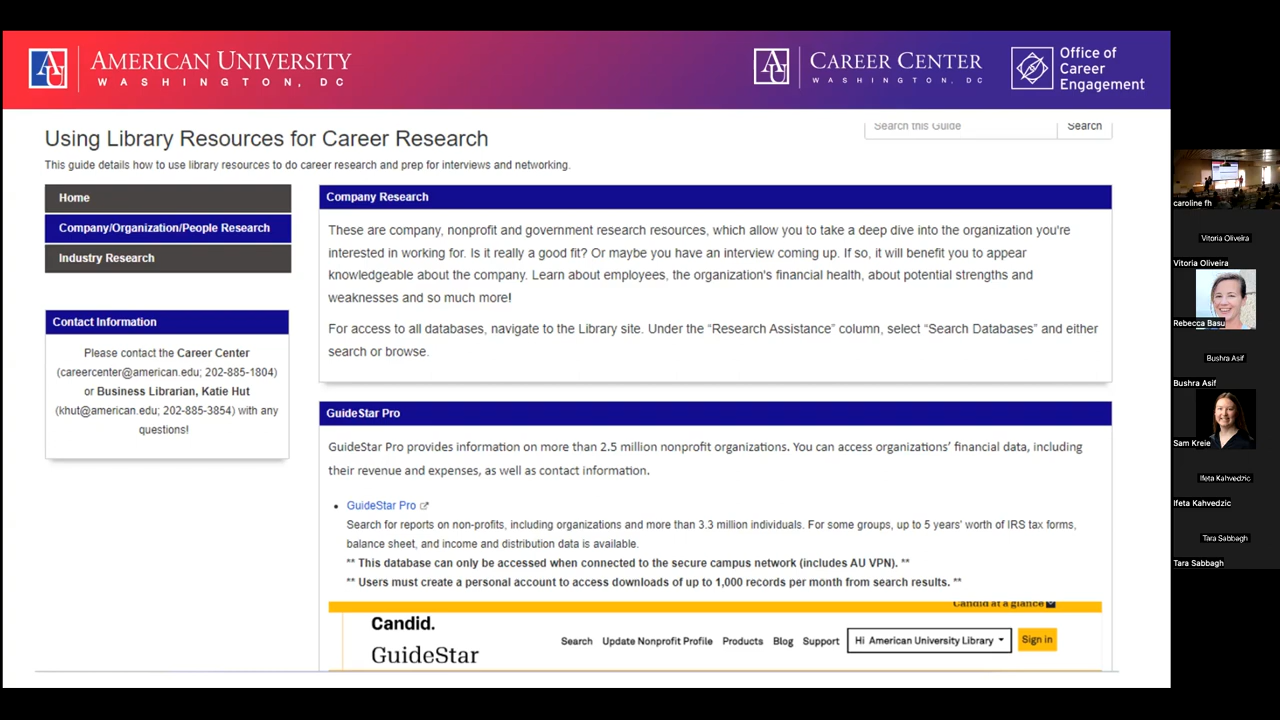 AMERICAN UNIVERSITY
WASHINGTON, DC
CAREER CENTER
WASHINGTON, DC
Office of
Career
Engagement
Using Library Resources for Career Research
Search this Guide
Search
This guide details how to use library resources to do career research and prep for interviews and networking.
Home
Company/Organization/People Research
Industry Research
Contact Information
Please contact the Career Center
(careercenter@american.edu; 202-885-1804)
or Business Librarian, Katie Hut
(khut@american.edu; 202-885-3854) with any
questions!
Company Research
These are company, nonprofit and government research resources, which allow you to take a deep dive into the organization you're
interested in working for. Is it really a good fit? Or maybe you have an interview coming up. If so, it will benefit you to appear
knowledgeable about the company. Learn about employees, the organization's financial health, about potential strengths and
weaknesses and so much more!
For access to all databases, navigate to the Library site. Under the “Research Assistance” column, select “Search Databases” and either
search or browse.
GuideStar Pro
GuideStar Pro provides information on more than 2.5 million nonprofit organizations. You can access organizations’ financial data, including
their revenue and expenses, as well as contact information.
• GuideStar Pro
Search for reports on non-profits, including organizations and more than 3.3 million individuals. For some groups, up to 5 years' worth of IRS tax forms,
balance sheet, and income and distribution data is available.
** This database can only be accessed when connected to the secure campus network (includes AU VPN). **
** Users must create a personal account to access downloads of up to 1,000 records per month from search results. **
Candid at a glance
Candid.
GuideStar
Search
Update Nonprofit Profile
Products
Blog
Support
Hi American University Library
Sign in
caroline fh
Vitoria Oliveira
Vitoria Oliveira
Rebecca Basu
Bushra Asif
Bushra Asif
Sam Kreie
Ifeta Kahvedzic
Ifeta Kahvedzic
Tara Sabbagh
Tara Sabbagh